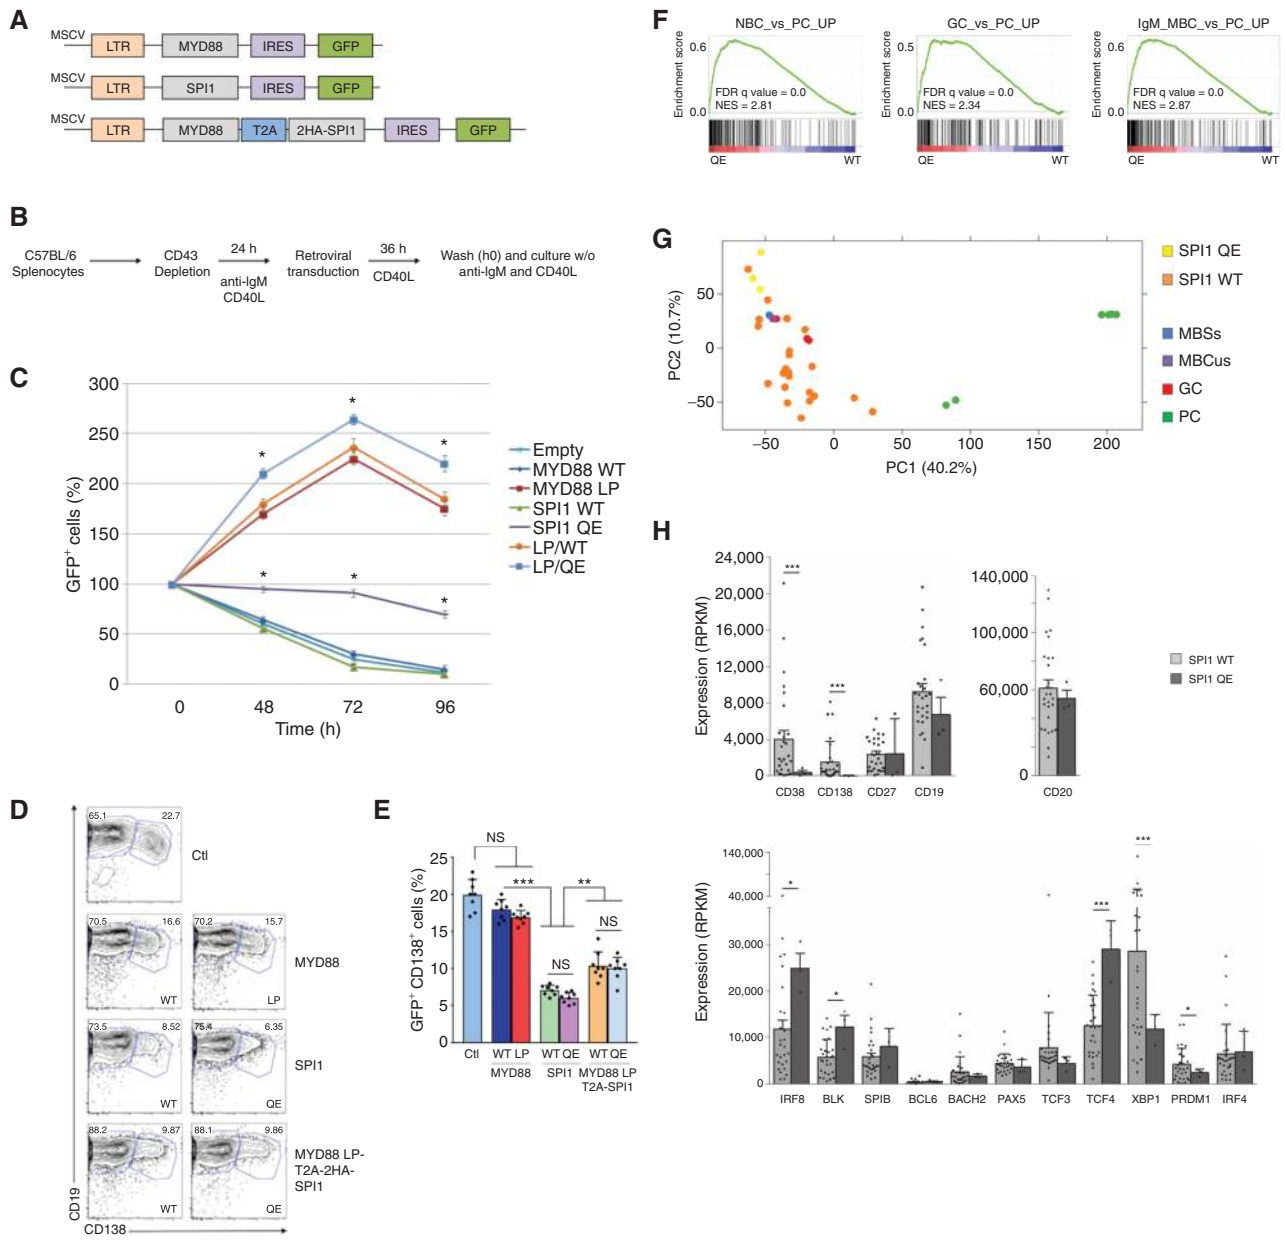 A
MSCV LTR MYD88 IRES GFP
MSCV LTR SPI1 IRES GFP
MSCV LTR MYD88 T2A 2HA-SPI1 IRES GFP
B
C57BL/6
Splenocytes
CD43
Depletion
24 h
anti-IgM
CD40L
Retroviral
transduction
36 h
CD40L
Wash (h0) and culture w/o
anti-IgM and CD40L
C
GFP+ cells (%)
300
250
200
150
100
50
0
* * *
* * *
0 48 72 96
Time (h)
Empty
MYD88 WT
MYD88 LP
SPI1 WT
SPI1 QE
LP/WT
LP/QE
D
65.1 22.7
Ctl
70.5 16.6 70.2 15.7
WT LP
MYD88
73.5 8.52 75.4 6.35
WT QE
SPI1
88.2 9.87 88.1 9.86
WT QE
MYD88 LP-
T2A-2HA-
SPI1
CD19
CD138
E
GFP+ CD138+ cells (%)
25
20
15
10
5
0
NS
*** **
NS
NS
Ctl WT LP WT QE WT QE
MYD88 SPI1 MYD88 LP
T2A-SPI1
F
NBC_vs_PC_UP
Enrichment score
0.6
0.0
FDR q value = 0.0
NES = 2.81
QE WT
GC_vs_PC_UP
Enrichment score
0.5
0.0
FDR q value = 0.0
NES = 2.34
QE WT
IgM_MBC_vs_PC_UP
Enrichment score
0.6
0.0
FDR q value = 0.0
NES = 2.87
QE WT
G
PC2 (10.7%)
50
0
−50
−50 0 50 100 150 200
PC1 (40.2%)
SPI1 QE
SPI1 WT
MBSs
MBCus
GC
PC
H
Expression (RPKM)
24,000
20,000
16,000
12,000
8,000
4,000
0
*** ***
CD38 CD138 CD27 CD19
140,000
100,000
60,000
0
CD20
SPI1 WT
SPI1 QE
Expression (RPKM)
140,000
40,000
30,000
20,000
10,000
0
* * *** *** *
IRF8 BLK SPIB BCL6 BACH2 PAX5 TCF3 TCF4 XBP1 PRDM1 IRF4